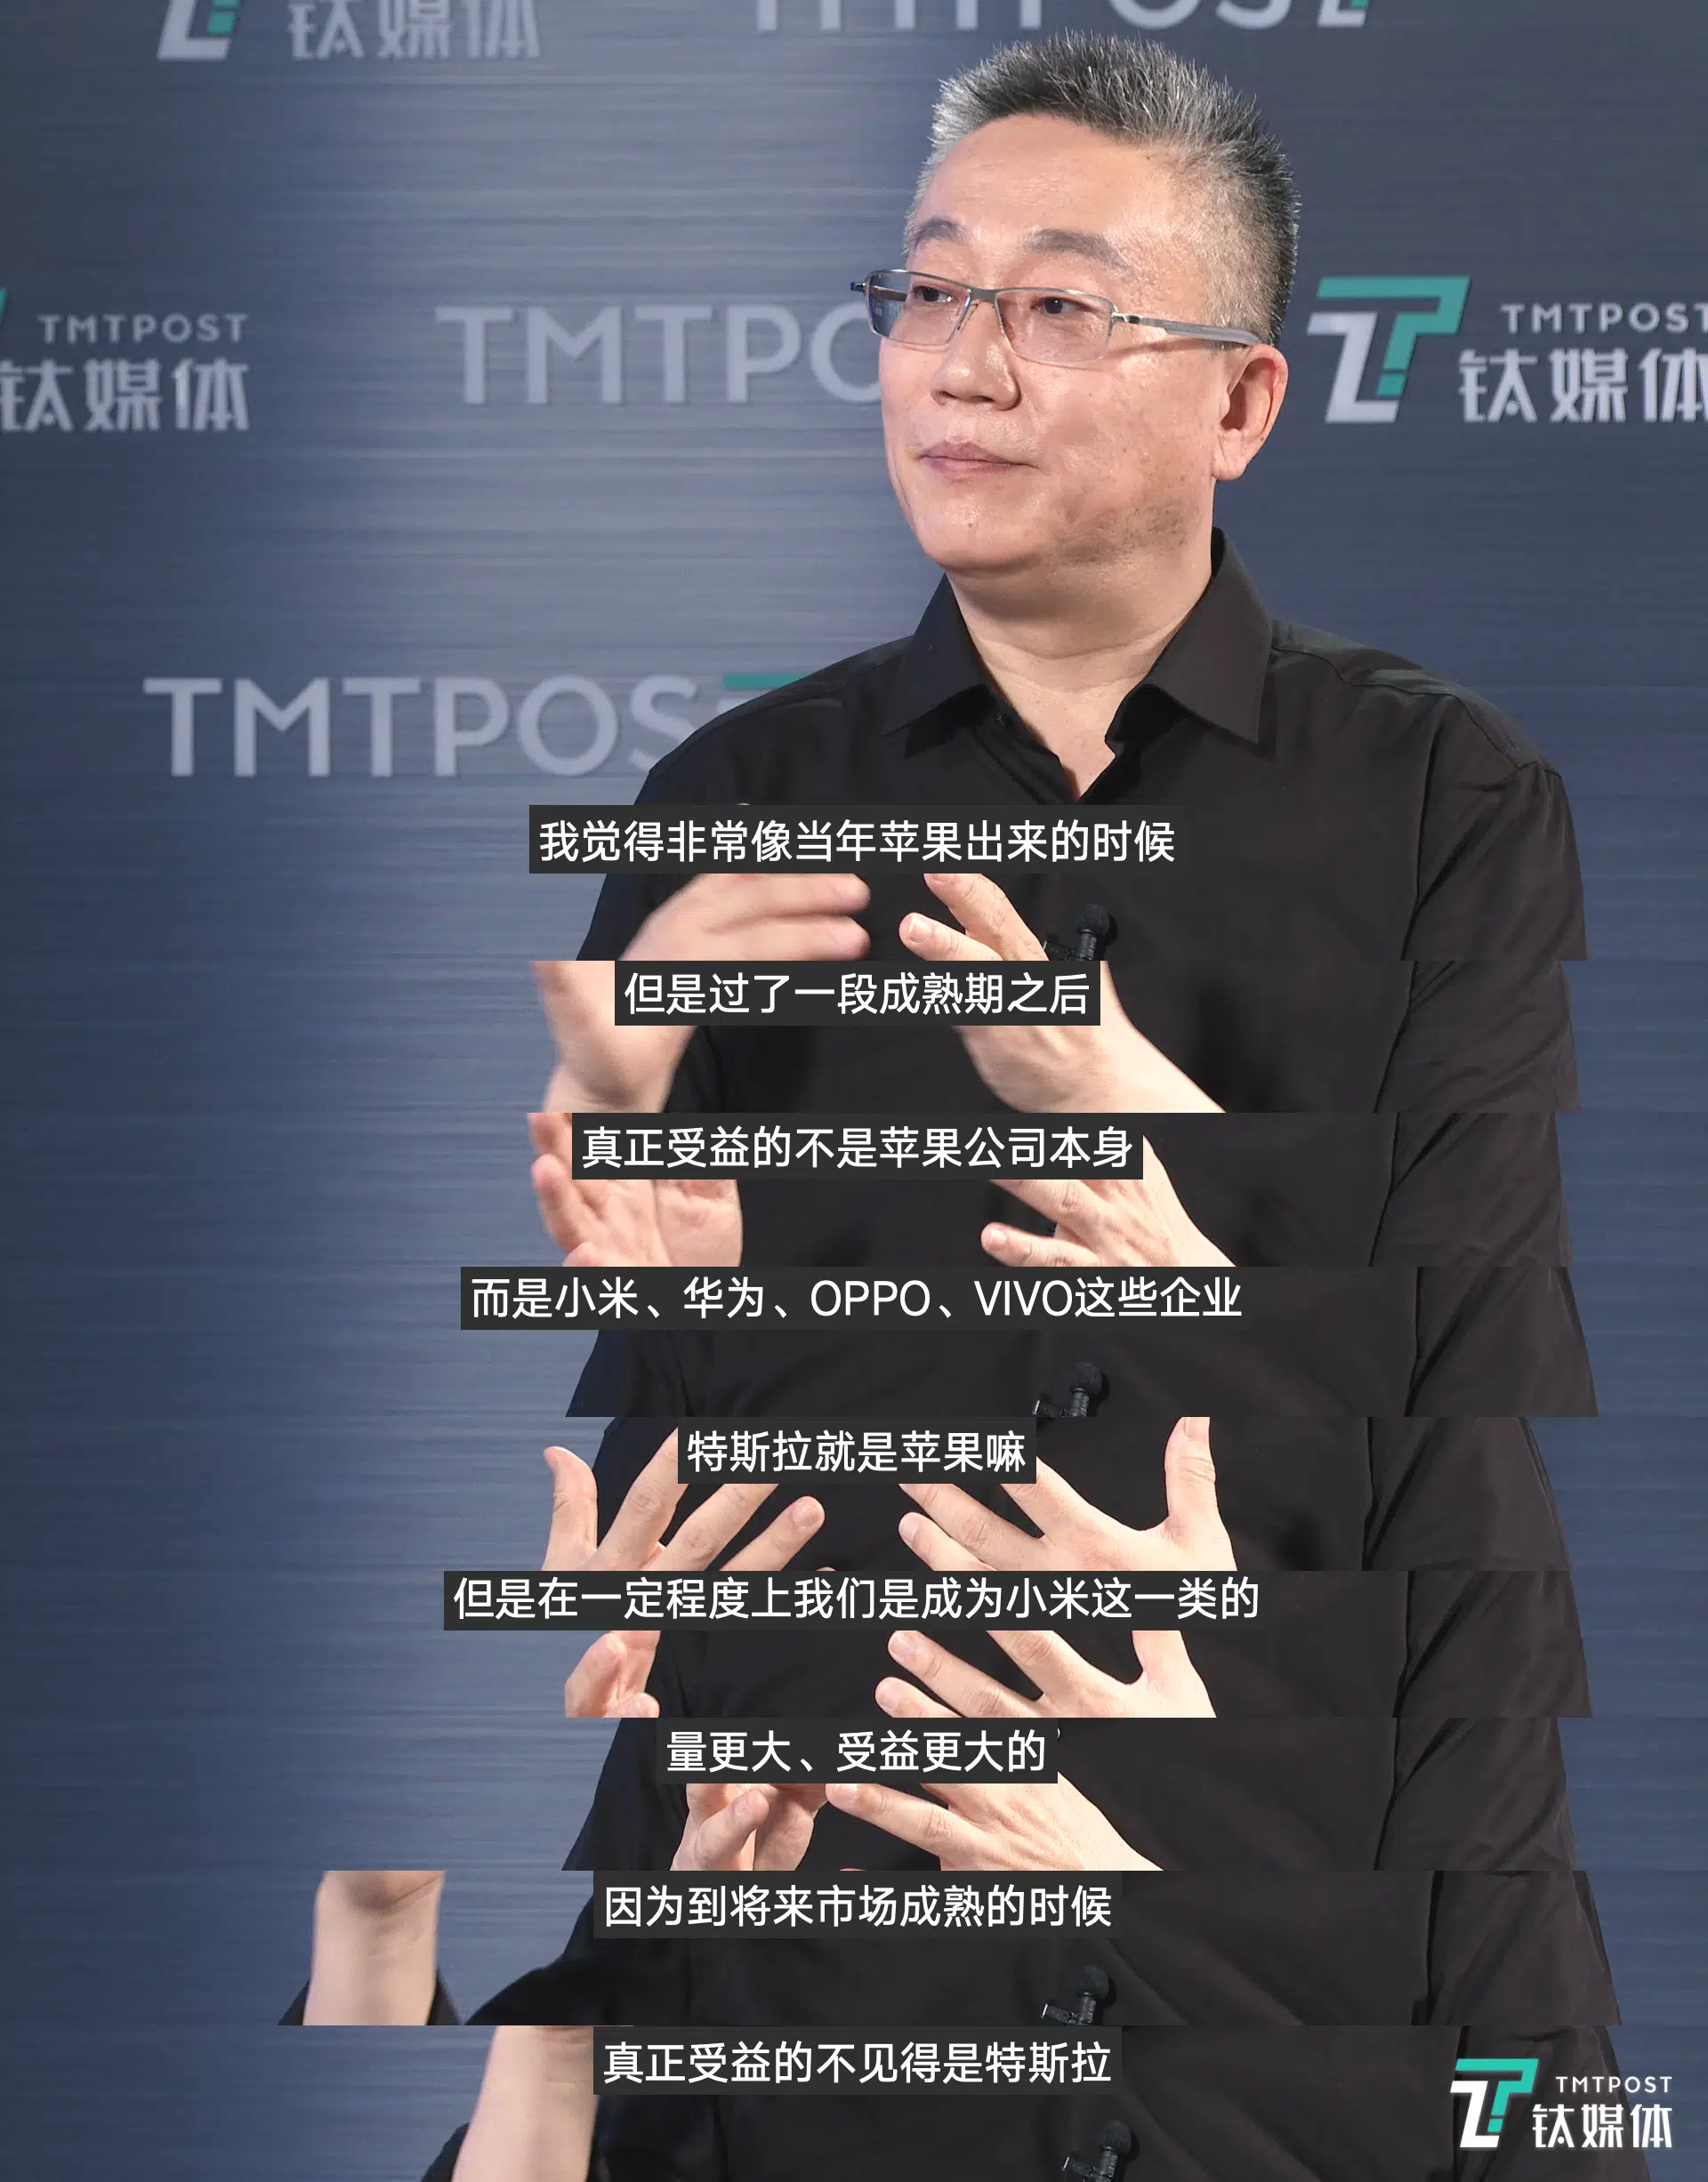 钛媒体
TMTPOST
TMTPOST
钛媒体
TMTPO
TMTPOST
钛媒体
TMTPOS
我觉得非常像当年苹果出来的时候
但是过了一段成熟期之后
真正受益的不是苹果公司本身
而是小米、华为、OPPO、VIVO这些企业
特斯拉就是苹果嘛
但是在一定程度上我们是成为小米这一类的
量更大、受益更大的
因为到将来市场成熟的时候
真正受益的不见得是特斯拉
TMTPOST
钛媒体